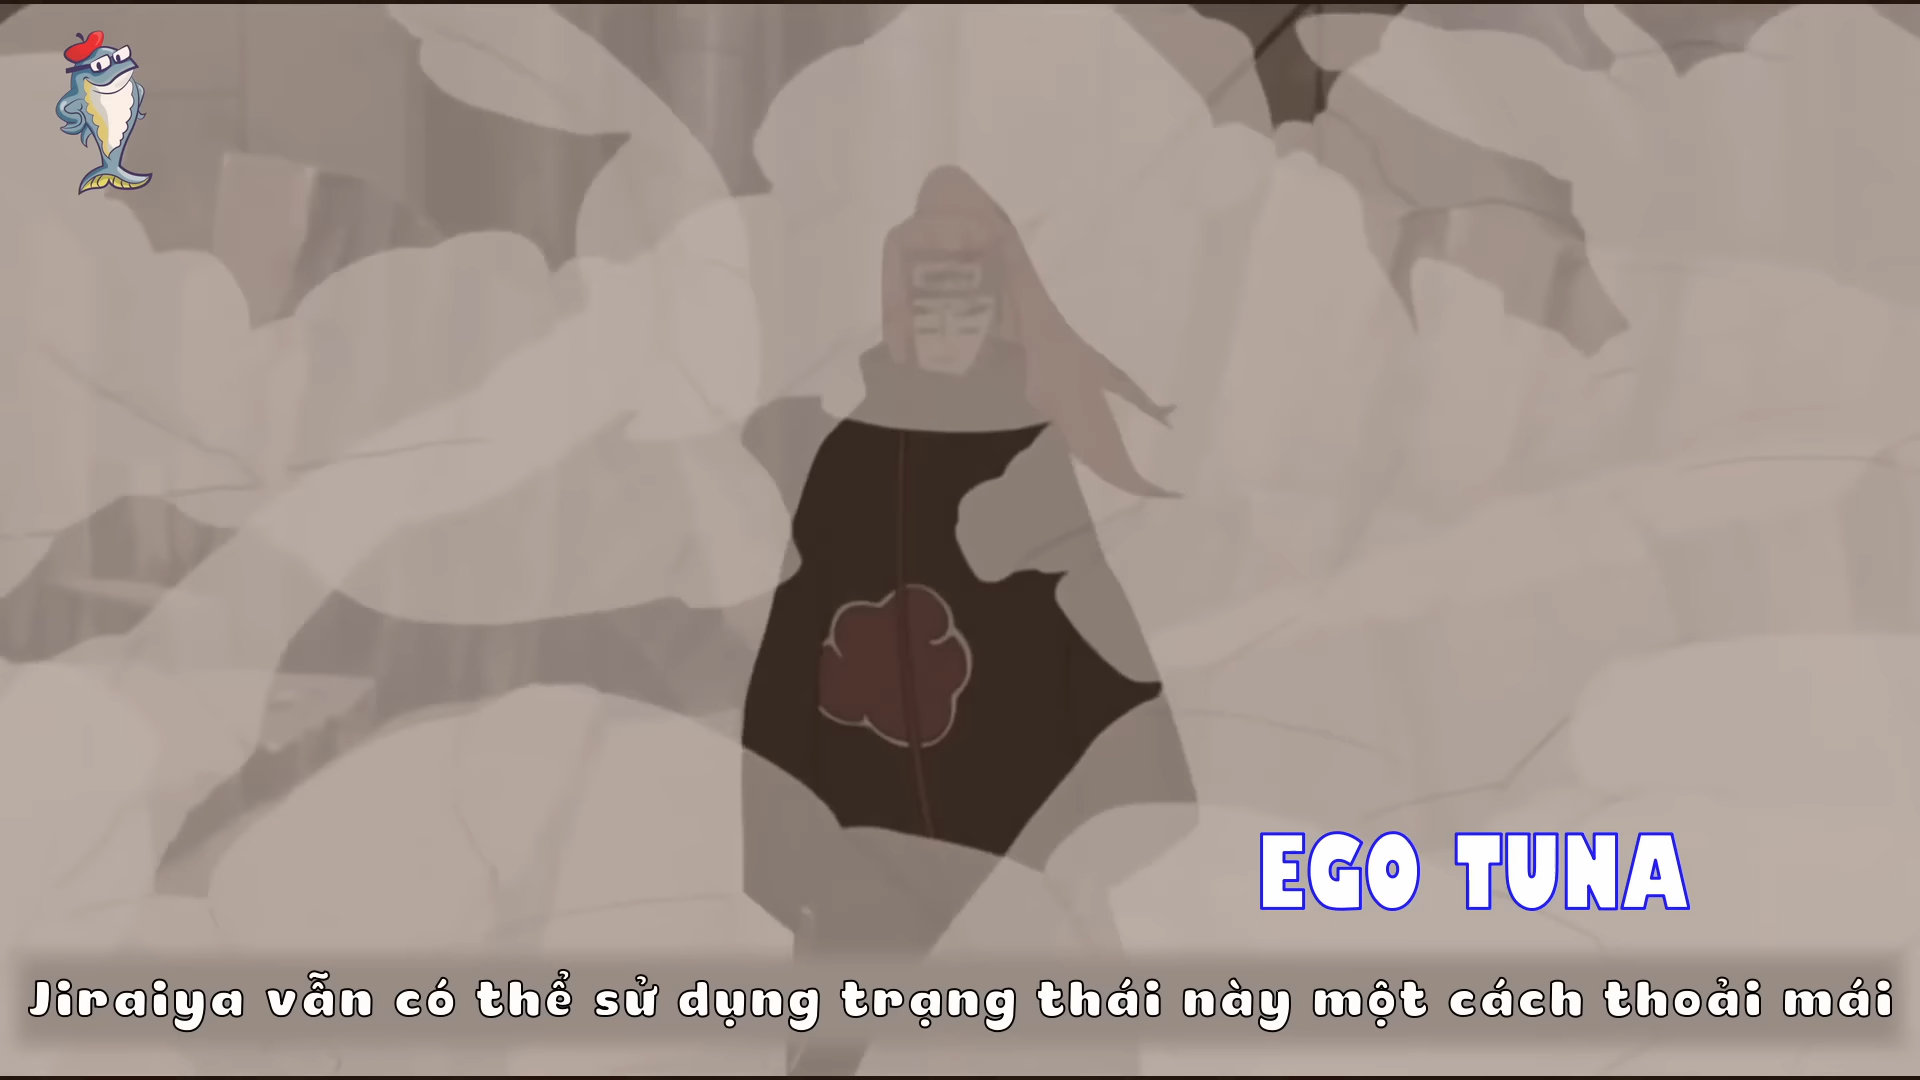 EGO TUNA
Jiraiya vẫn có thể sử dụng trạng thái này một cách thoải mái